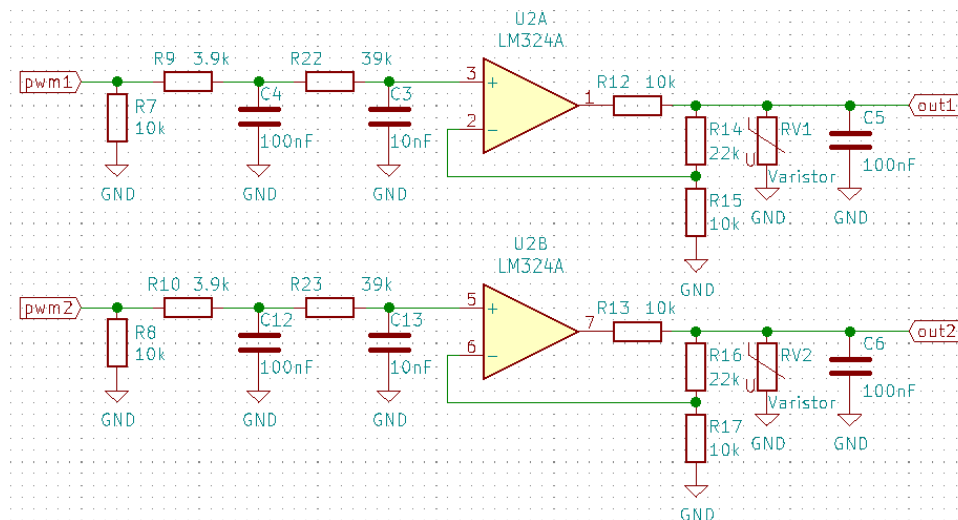 U2A
LM324A
R9 3.9k
R22 39k
pwm1
3
+
1
R12 10k
out1
R7
10k
C4
100nF
C3
10nF
2
−
R14
22k
RV1
U
Varistor
C5
100nF
GND
GND
GND
GND
GND
R15
10k
GND
U2B
LM324A
R10 3.9k
R23 39k
pwm2
5
+
7
R13 10k
out2
R8
10k
C12
100nF
C13
10nF
6
−
R16
22k
RV2
U
Varistor
C6
100nF
GND
GND
GND
GND
GND
R17
10k
GND